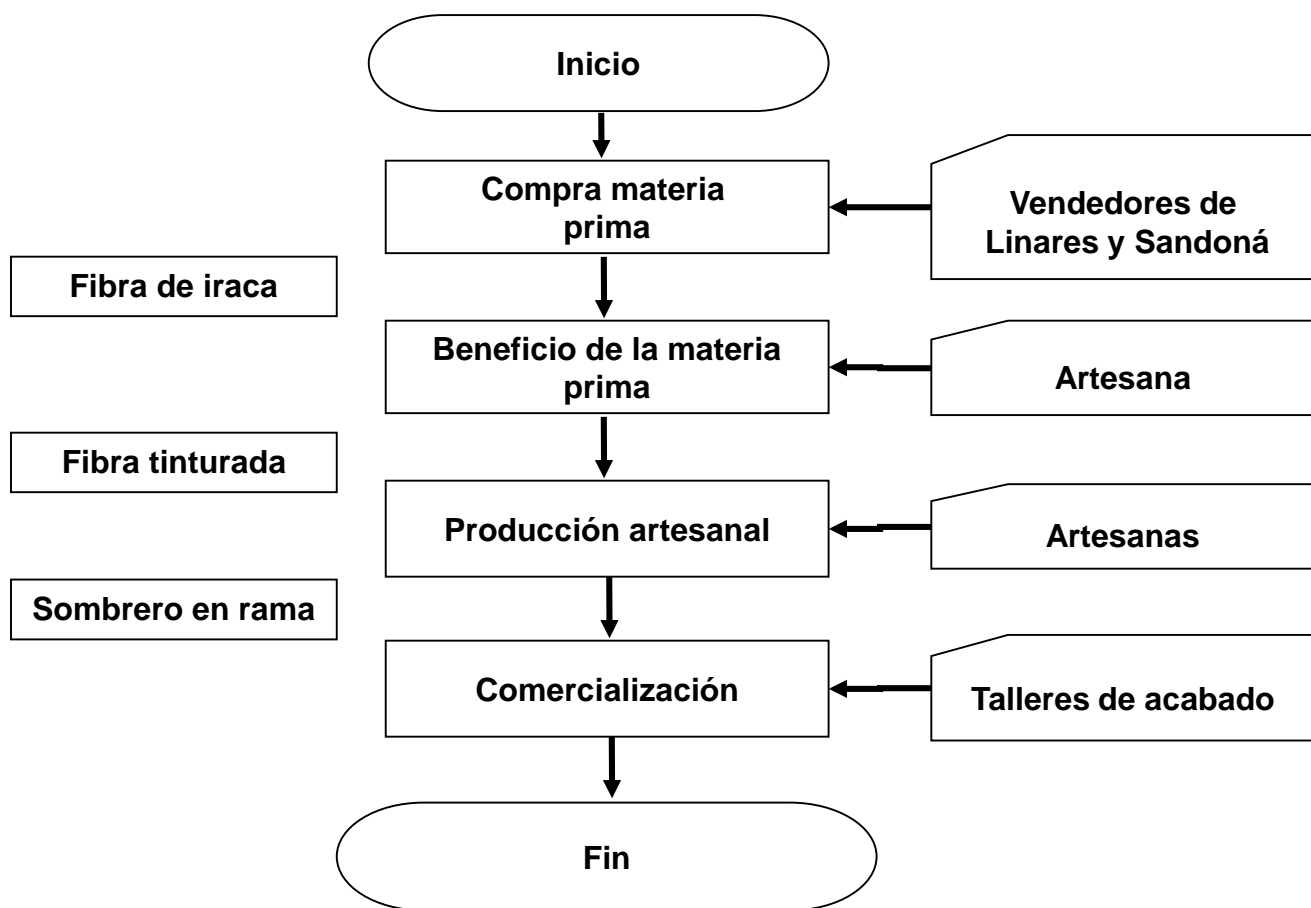 Inicio
Compra materia
prima
Vendedores de
Linares y Sandoná
Fibra de iraca
Beneficio de la materia
prima
Artesana
Fibra tinturada
Producción artesanal
Artesanas
Sombrero en rama
Comercialización
Talleres de acabado
Fin